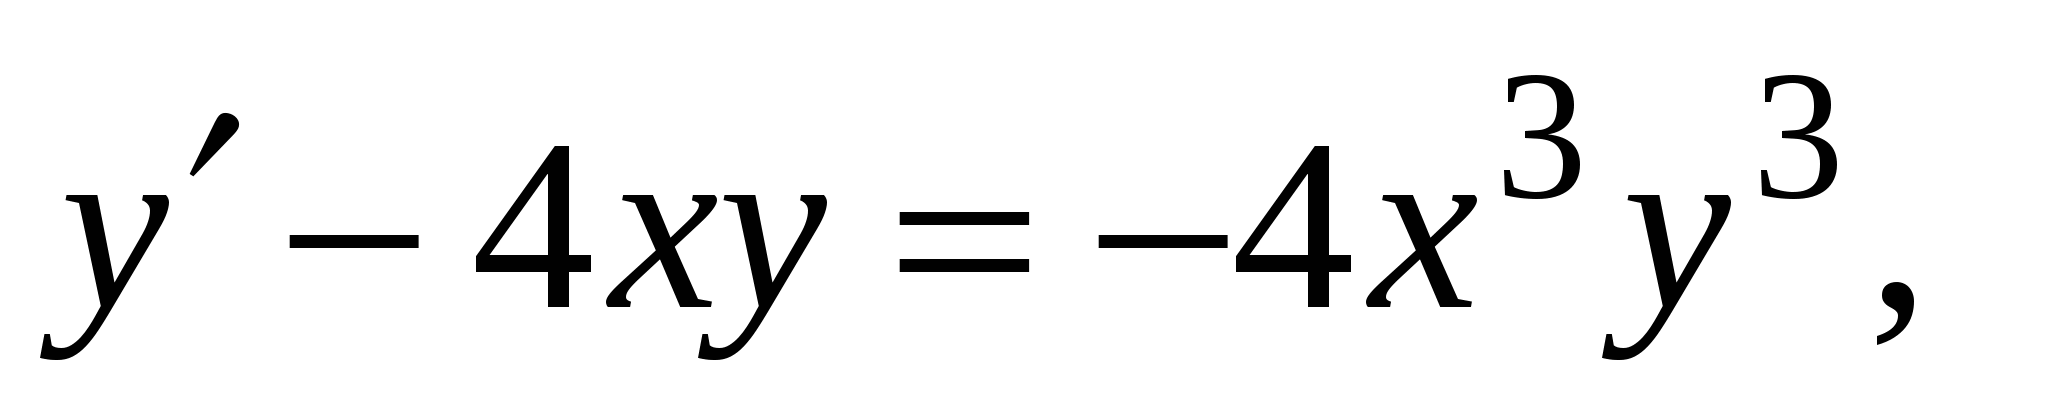 y′ − 4xy = −4x³y³,